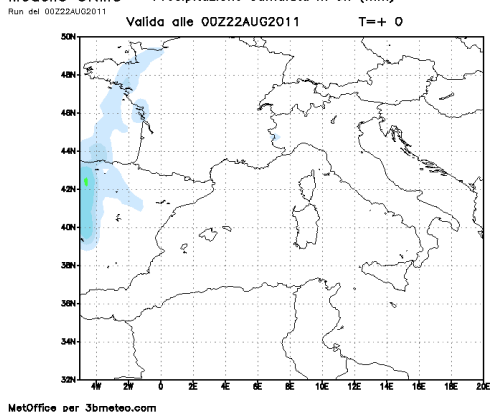 Run del 00Z22AUG2011
Valida alle 00Z22AUG2011 T=+ 0
50N
48N
46N
44N
42N
40N
38N
36N
34N
32N
4W 2W 0 2E 4E 6E 8E 10E 12E 14E 16E 18E 20E
MetOffice per 3bmeteo.com